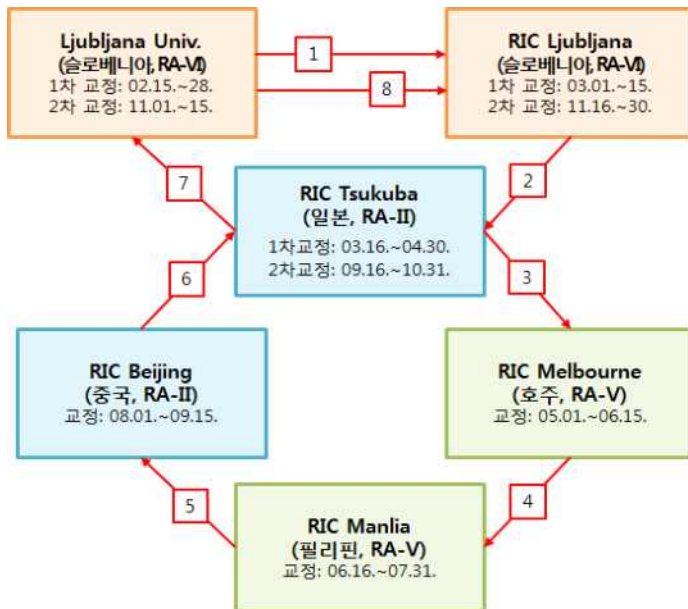 Ljubljana Univ.
(슬로베니아, RA-Ⅵ)
1차 교정: 02.15.~28.
2차 교정: 11.01.~15.
1
8
RIC Ljubljana
(슬로베니아, RA-Ⅵ)
1차 교정: 03.01.~15.
2차 교정: 11.16.~30.
7
2
RIC Tsukuba
(일본, RA-II)
1차교정: 03.16.~04.30.
2차교정: 09.16.~10.31.
6
3
RIC Beijing
(중국, RA-II)
교정: 08.01.~09.15.
RIC Melbourne
(호주, RA-V)
교정: 05.01.~06.15.
5
4
RIC Manlia
(필리핀, RA-V)
교정: 06.16.~07.31.